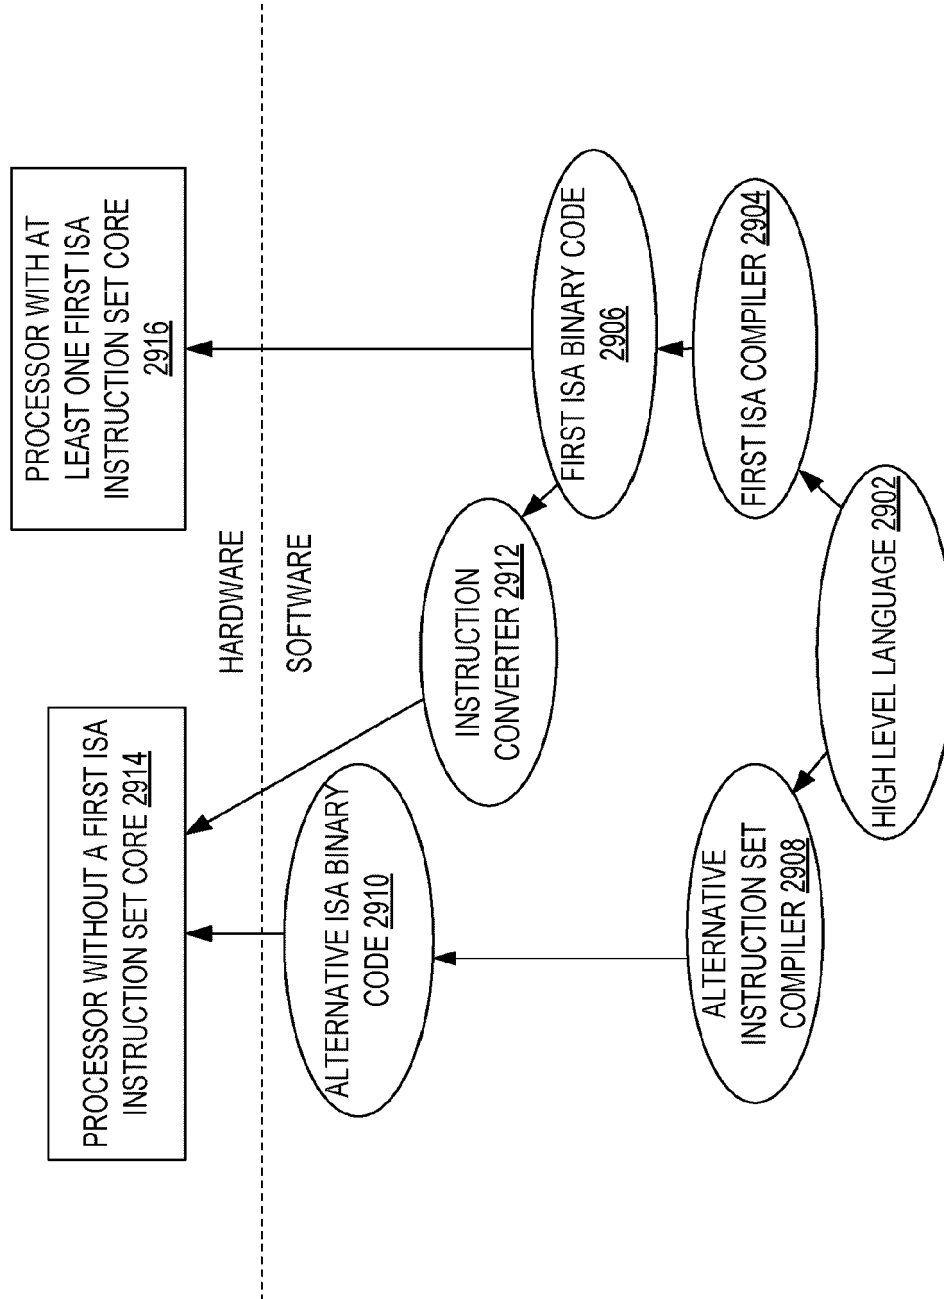 PROCESSOR WITHOUT A FIRST ISA
INSTRUCTION SET CORE 2914
PROCESSOR WITH AT
LEAST ONE FIRST ISA
INSTRUCTION SET CORE
2916
HARDWARE
SOFTWARE
ALTERNATIVE ISA BINARY
CODE 2910
INSTRUCTION
CONVERTER 2912
FIRST ISA BINARY CODE
2906
ALTERNATIVE
INSTRUCTION SET
COMPILER 2908
FIRST ISA COMPILER 2904
HIGH LEVEL LANGUAGE 2902